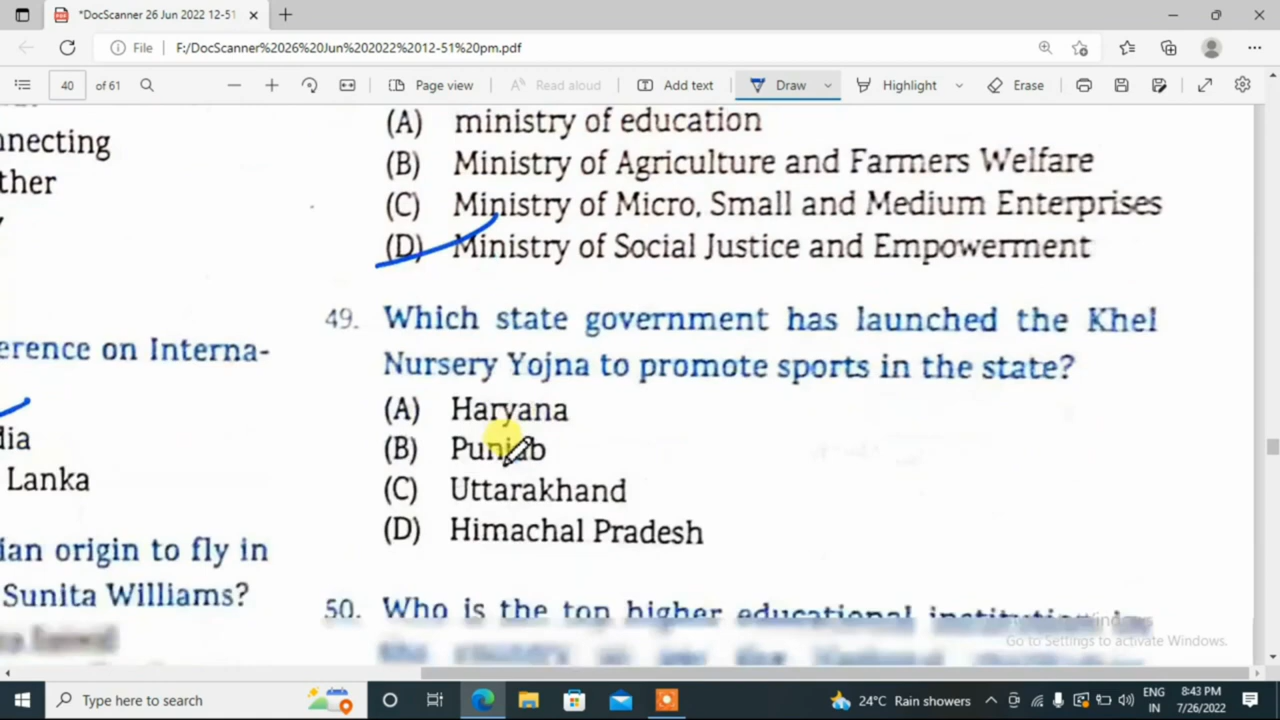 *DocScanner 26 Jun 2022 12-51
File
F:/DocScanner%2026%20Jun%202022%2012-51%20pm.pdf
40 of 61
Page view
Read aloud
Add text
Draw
Highlight
Erase
nnecting
ther
erence on Interna-
dia
Lanka
ian origin to fly in
Sunita Williams?
(A) ministry of education
(B) Ministry of Agriculture and Farmers Welfare
(C) Ministry of Micro, Small and Medium Enterprises
(D) Ministry of Social Justice and Empowerment
49. Which state government has launched the Khel
Nursery Yojna to promote sports in the state?
(A) Haryana
(B) Punjab
(C) Uttarakhand
(D) Himachal Pradesh
50. Who is the top higher educational
Activate Windows
Go to Settings to activate Windows.
Type here to search
24°C Rain showers
ENG
IN
8:43 PM
7/26/2022